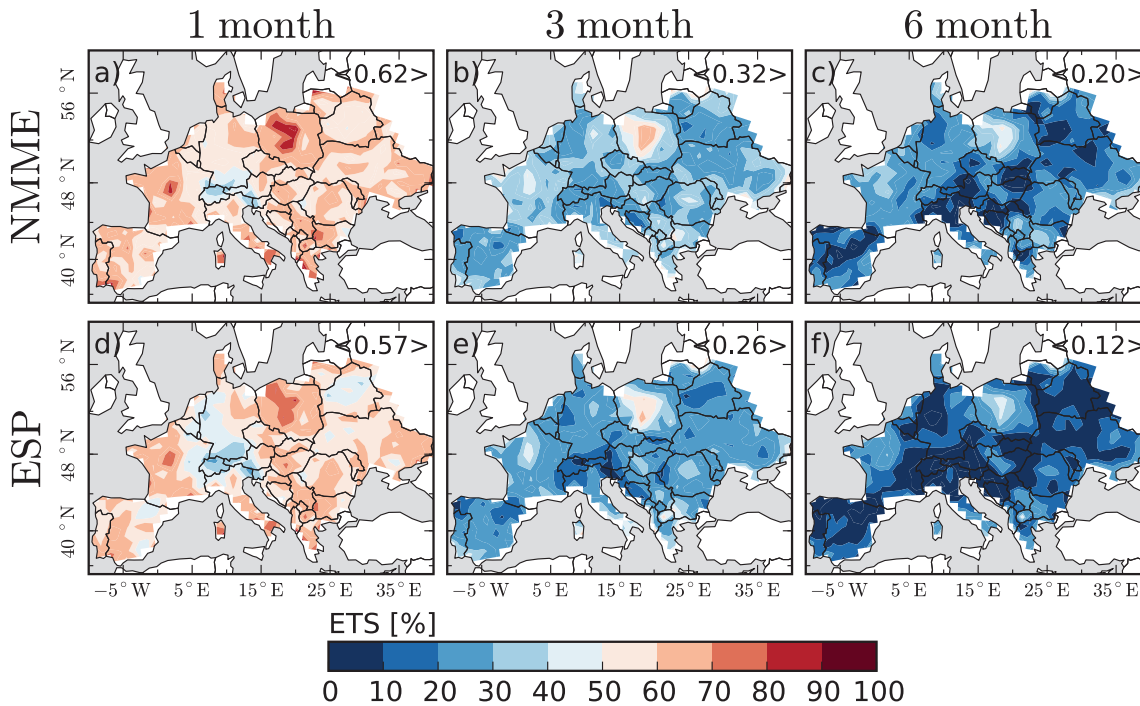 1 month 3 month 6 month
NMME
a) <0.62> b) <0.32> c) <0.20>
56° N
48° N
40° N
ESP
d) <0.57> e) <0.26> f) <0.12>
56° N
48° N
40° N
−5° W 5° E 15° E 25° E 35° E −5° W 5° E 15° E 25° E 35° E −5° W 5° E 15° E 25° E 35° E
ETS [%]
0 10 20 30 40 50 60 70 80 90 100